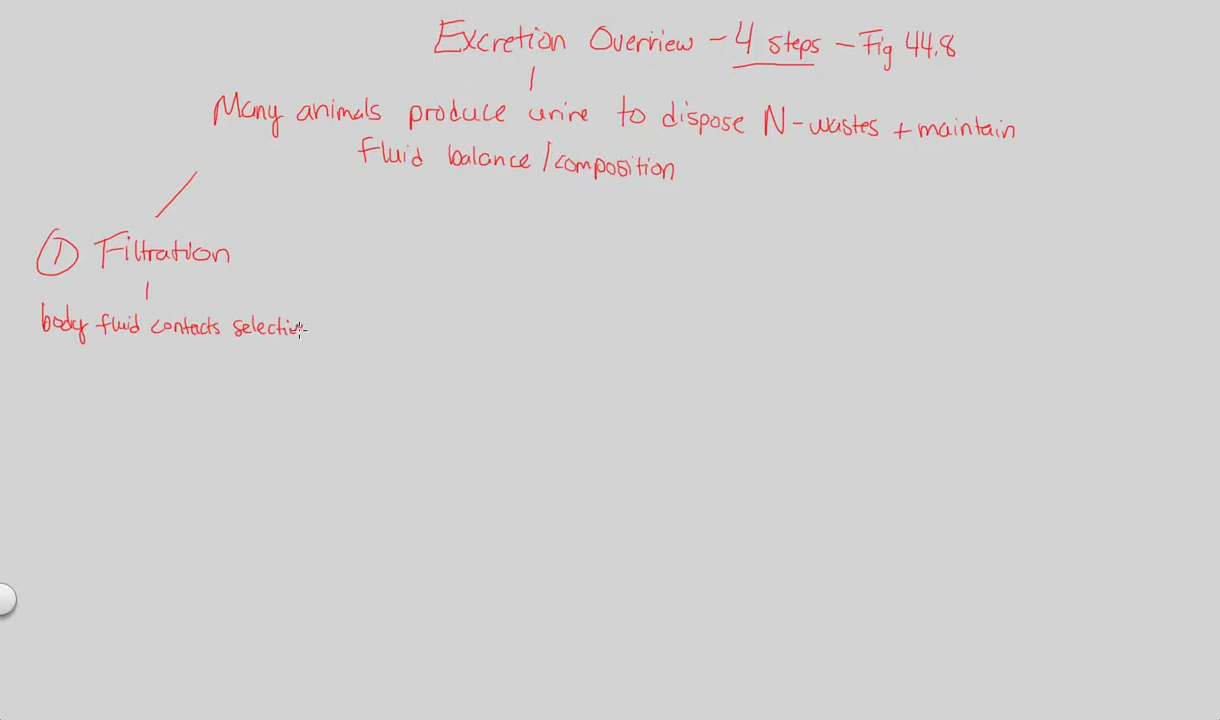 Excretion Overview - 4 steps - Fig 44.8
Many animals produce urine to dispose N-wastes + maintain
fluid balance/composition
① Filtration
body fluid contacts selectiv